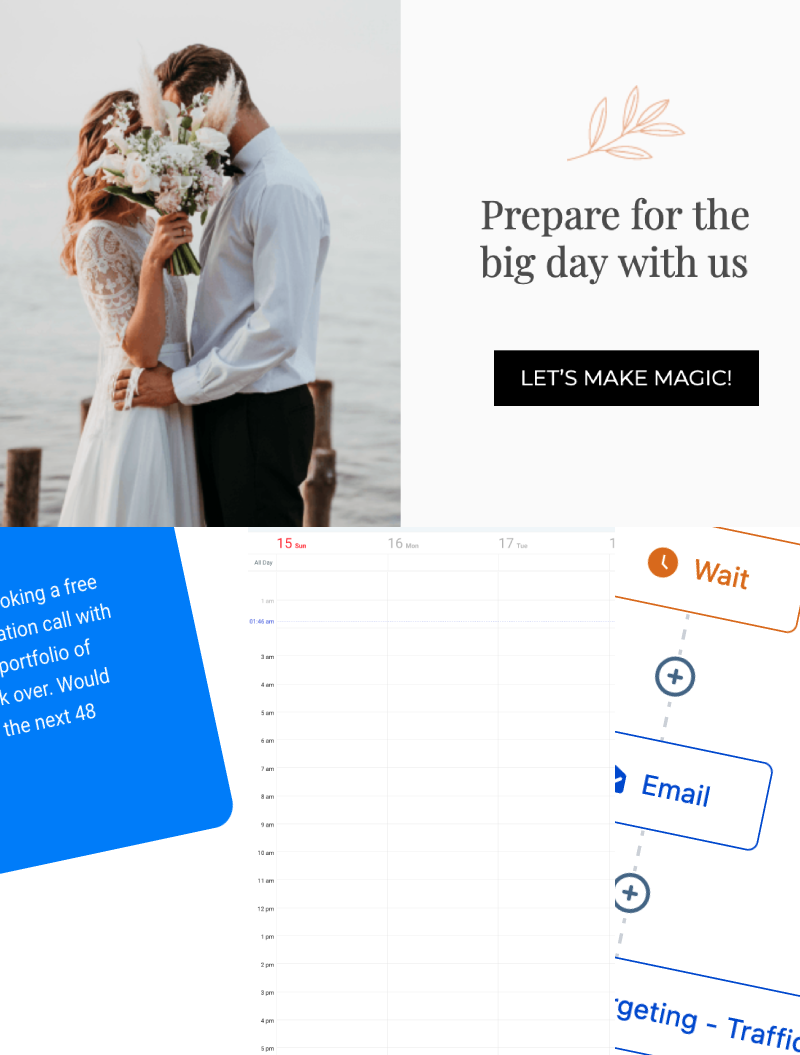 Prepare for the
big day with us
LET'S MAKE MAGIC!
oking a free
ation call with
portfolio of
k over. Would
the next 48
15 Sun
16 Mon
17 Tue
1
All Day
1 am
01:46 am
3 am
4 am
5 am
6 am
7 am
8 am
9 am
10 am
11 am
12 pm
1 pm
2 pm
3 pm
4 pm
5 pm
Wait
Email
rgeting - Traffic